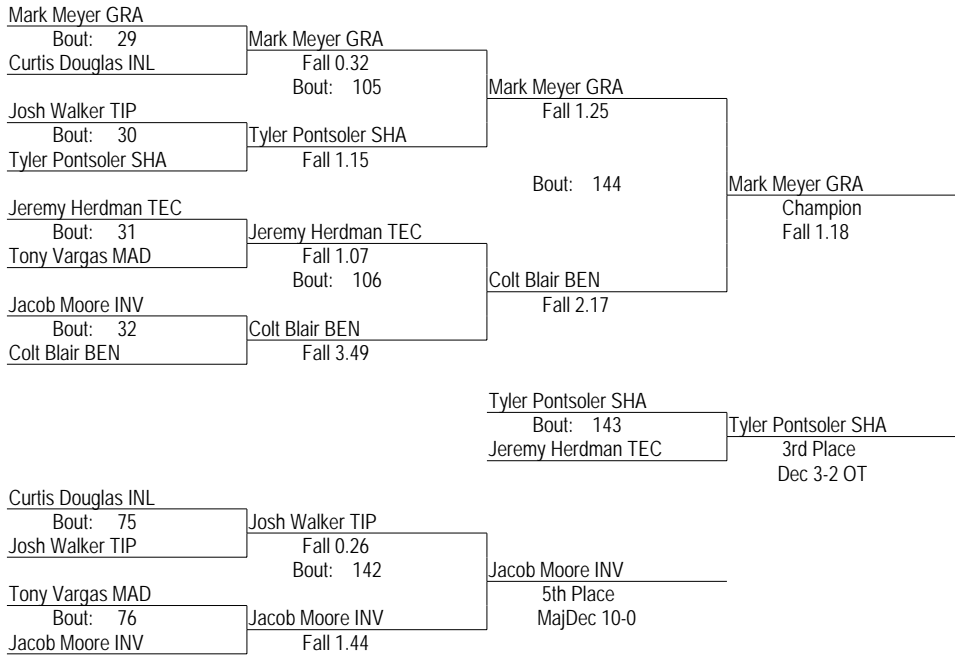 Mark Meyer GRA
Bout: 29
Mark Meyer GRA
Curtis Douglas INL
Fall 0.32
Bout: 105
Mark Meyer GRA
Josh Walker TIP
Fall 1.25
Bout: 30
Tyler Pontsoler SHA
Tyler Pontsoler SHA
Fall 1.15
Bout: 144
Mark Meyer GRA
Jeremy Herdman TEC
Champion
Bout: 31
Jeremy Herdman TEC
Fall 1.18
Tony Vargas MAD
Fall 1.07
Bout: 106
Colt Blair BEN
Jacob Moore INV
Fall 2.17
Bout: 32
Colt Blair BEN
Colt Blair BEN
Fall 3.49
Tyler Pontsoler SHA
Bout: 143
Tyler Pontsoler SHA
Jeremy Herdman TEC
3rd Place
Dec 3-2 OT
Curtis Douglas INL
Bout: 75
Josh Walker TIP
Josh Walker TIP
Fall 0.26
Bout: 142
Jacob Moore INV
Tony Vargas MAD
5th Place
Bout: 76
Jacob Moore INV
MajDec 10-0
Jacob Moore INV
Fall 1.44